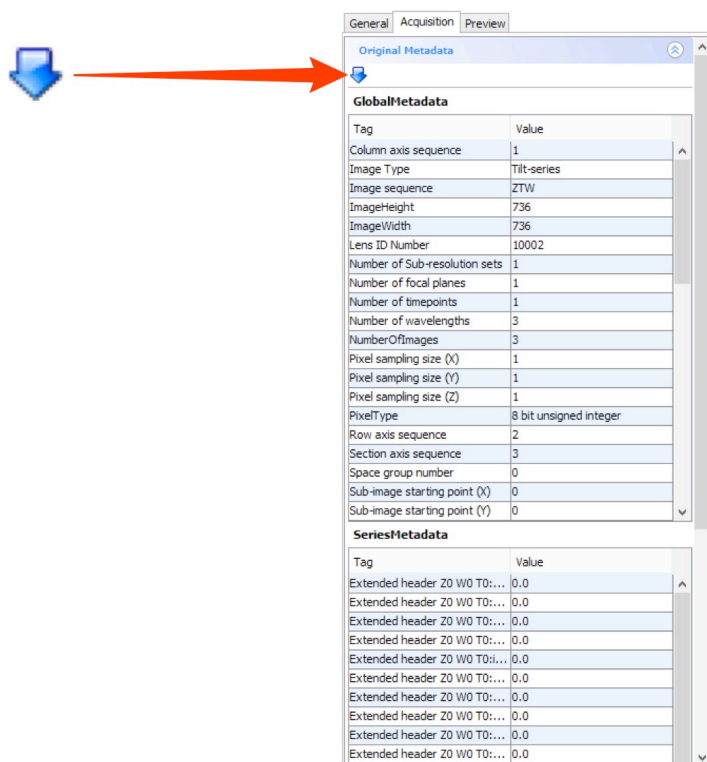 General Acquisition Preview
Original Metadata
GlobalMetadata
Tag Value
Column axis sequence 1
Image Type Tilt-series
Image sequence ZTW
ImageHeight 736
ImageWidth 736
Lens ID Number 10002
Number of Sub-resolution sets 1
Number of focal planes 1
Number of timepoints 1
Number of wavelengths 3
NumberOfImages 3
Pixel sampling size (X) 1
Pixel sampling size (Y) 1
Pixel sampling size (Z) 1
PixelType 8 bit unsigned integer
Row axis sequence 2
Section axis sequence 3
Space group number 0
Sub-image starting point (X) 0
Sub-image starting point (Y) 0
SeriesMetadata
Tag Value
Extended header Z0 W0 T0:... 0.0
Extended header Z0 W0 T0:... 0.0
Extended header Z0 W0 T0:... 0.0
Extended header Z0 W0 T0:... 0.0
Extended header Z0 W0 T0:i... 0.0
Extended header Z0 W0 T0:... 0.0
Extended header Z0 W0 T0:... 0.0
Extended header Z0 W0 T0:... 0.0
Extended header Z0 W0 T0:... 0.0
Extended header Z0 W0 T0:... 0.0